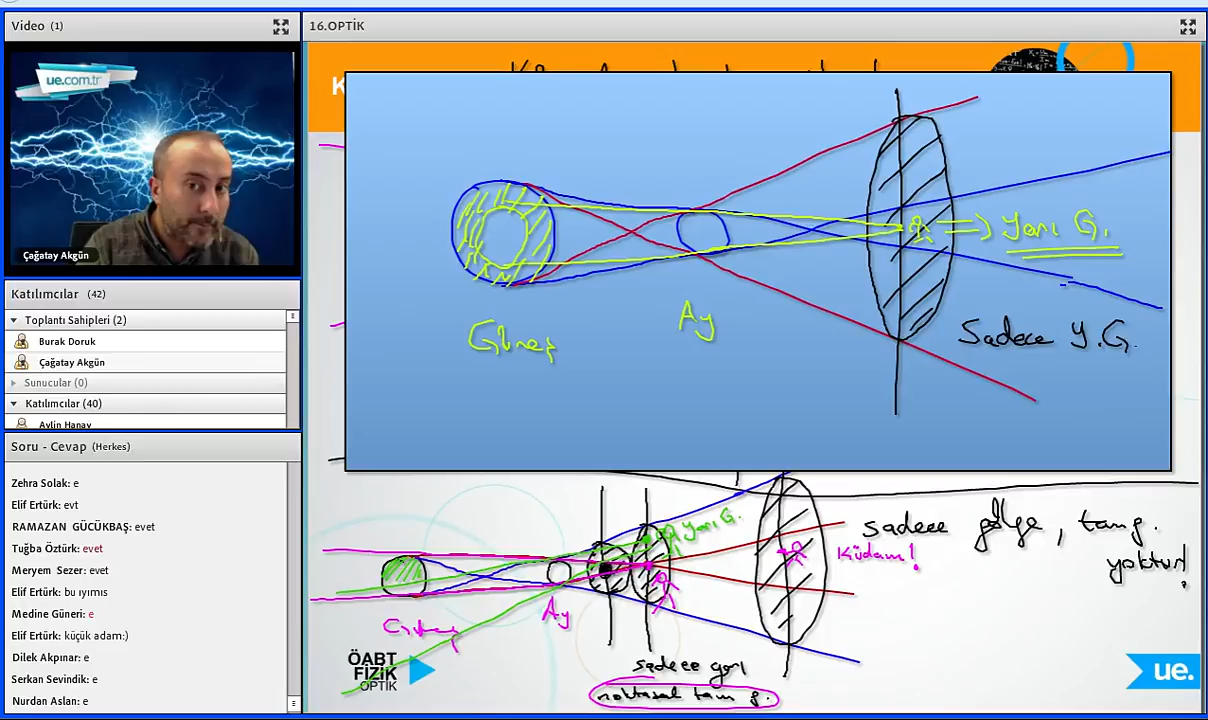 Video (1)
ue.com.tr
Çağatay Akgün
Katılımcılar (42)
Toplantı Sahipleri (2)
Burak Doruk
Çağatay Akgün
Sunucular (0)
Katılımcılar (40)
Aylin Hanay
Soru - Cevap (Herkes)
Zehra Solak: e
Elif Ertürk: evt
RAMAZAN GÜCÜKBAŞ: evet
Tuğba Öztürk: evet
Meryem Sezer: evet
Elif Ertürk: bu ıyımıs
Medine Güneri: e
Elif Ertürk: küçük adam:)
Dilek Akpınar: e
Serkan Sevindik: e
Nurdan Aslan: e
16.OPTİK
K
Yarı G.
Güneş
Ay
Sadece Y.G.
Yarı G.
sadece gölge, tam g.
yoktur!
Küdam!
Güneş
Ay
sadece
noktasal tam g.
ÖABT
FİZİK
OPTİK
ue.